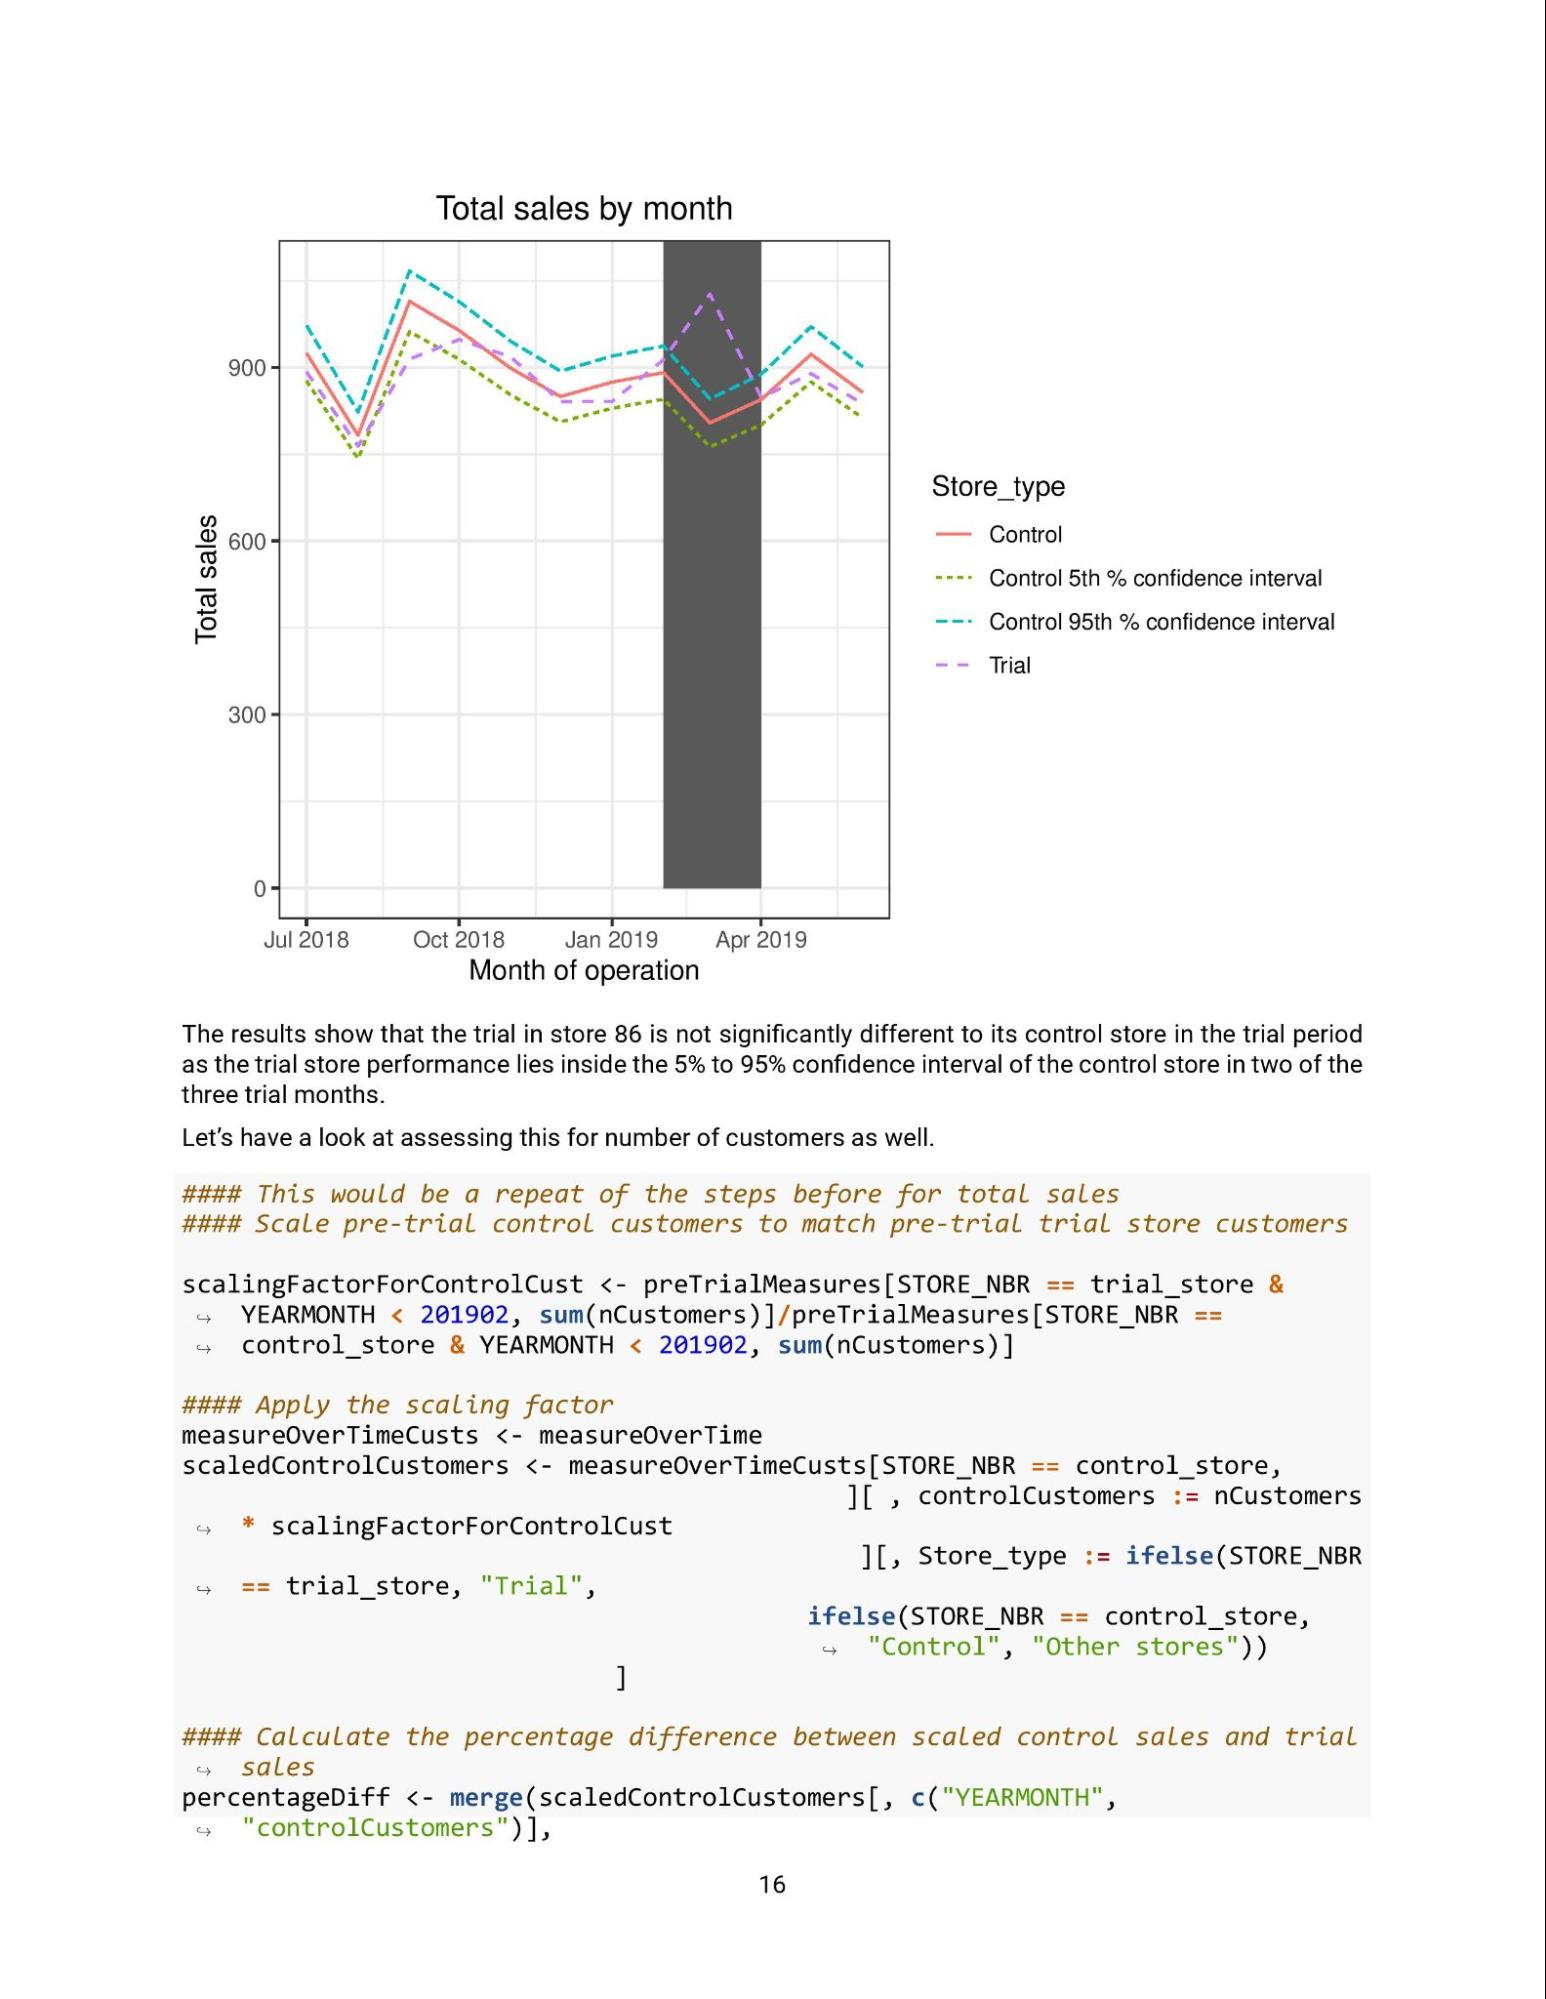 Total sales by month
900
600
300
0
Total sales
Jul 2018
Oct 2018
Jan 2019
Apr 2019
Month of operation
Store_type
Control
Control 5th % confidence interval
Control 95th % confidence interval
Trial
The results show that the trial in store 86 is not significantly different to its control store in the trial period
as the trial store performance lies inside the 5% to 95% confidence interval of the control store in two of the
three trial months.
Let’s have a look at assessing this for number of customers as well.
#### This would be a repeat of the steps before for total sales
#### Scale pre-trial control customers to match pre-trial trial store customers
scalingFactorForControlCust <- preTrialMeasures[STORE_NBR == trial_store &
↪ YEARMONTH < 201902, sum(nCustomers)]/preTrialMeasures[STORE_NBR ==
↪ control_store & YEARMONTH < 201902, sum(nCustomers)]
#### Apply the scaling factor
measureOverTimeCusts <- measureOverTime
scaledControlCustomers <- measureOverTimeCusts[STORE_NBR == control_store,
][ , controlCustomers := nCustomers
↪ * scalingFactorForControlCust
][, Store_type := ifelse(STORE_NBR
↪ == trial_store, "Trial",
ifelse(STORE_NBR == control_store,
↪ "Control", "Other stores"))
]
#### Calculate the percentage difference between scaled control sales and trial
↪ sales
percentageDiff <- merge(scaledControlCustomers[, c("YEARMONTH",
↪ "controlCustomers")],
16